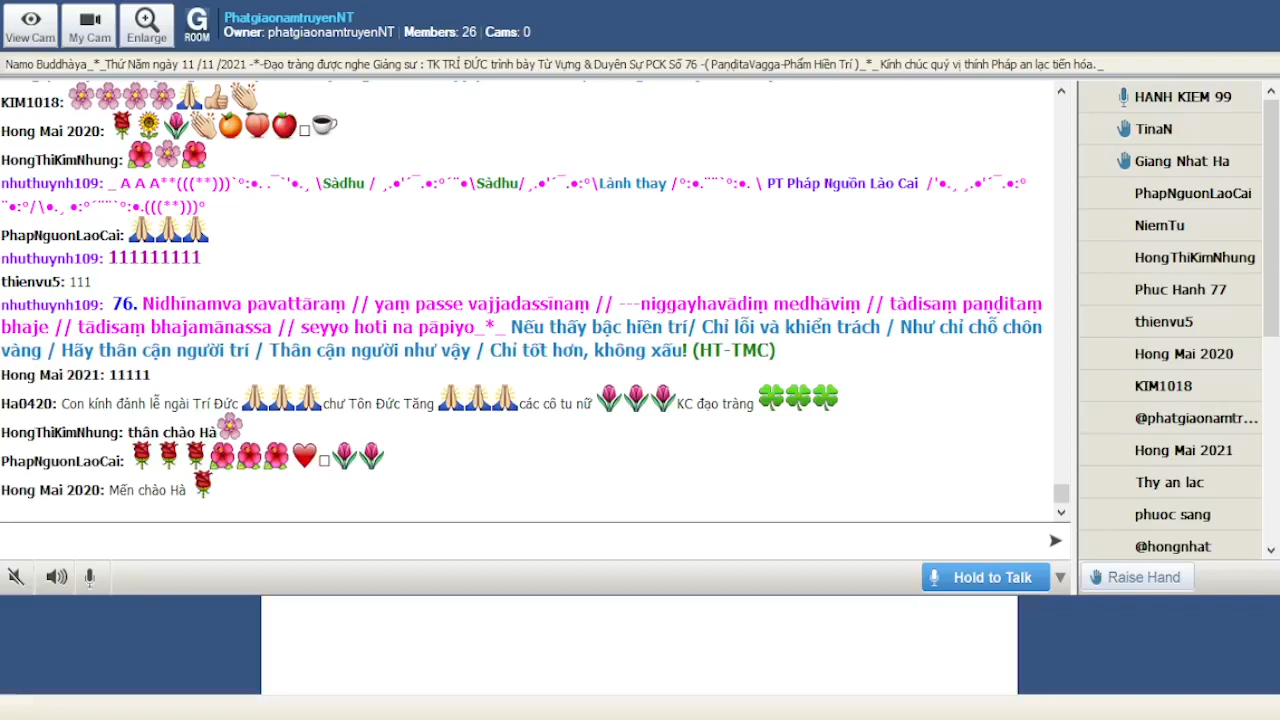 View Cam
My Cam
Enlarge
G ROOM
PhatgiaonamtruyenNT
Owner: phatgiaonamtruyenNT | Members: 26 | Cams: 0
Namo Buddhàya_*_Thứ Năm ngày 11 /11 /2021 -*-Đạo tràng được nghe Giảng sư : TK TRÍ ĐỨC trình bày Từ Vựng & Duyên Sự PCK Số 76 -( PaṇḍitaVagga-Phẩm Hiền Trí )_*_ Kính chúc quý vị thính Pháp an lạc tiến hóa._
KIM1018: 🌸🌸🌸🌸🙏👍👏
Hong Mai 2020: 🌹🌻🌷👏🍊🍑🍎□☕
HongThiKimNhung: 🌺🌸🌺
nhuthuynh109: _ A A A**(((**)))`°:•. .¯`'•.¸ \Sàdhu / ¸.•'´¯.•:°´¨•\Sàdhu/¸.•'´¯.•:°\Lành thay /°:•.¨¨`°:•. \ PT Pháp Nguồn Lào Cai /'•.¸ ¸.•'´¯.•:°
¨•:°/\•.¸ •:°´¨¨`°:•.(((**)))°
PhapNguonLaoCai: 🙏🙏🙏
nhuthuynh109: 111111111
thienvu5: 111
nhuthuynh109: 76. Nidhīnamva pavattāraṃ // yaṃ passe vajjadassīnaṃ // ---niggayhavādiṃ medhāviṃ // tàdisaṃ paṇḍitaṃ
bhaje // tādisaṃ bhajamānassa // seyyo hoti na pāpiyo_*_ Nếu thấy bậc hiền trí/ Chỉ lỗi và khiển trách / Như chỉ chỗ chôn
vàng / Hãy thân cận người trí / Thân cận người như vậy / Chỉ tốt hơn, không xấu! (HT-TMC)
Hong Mai 2021: 11111
Ha0420: Con kính đảnh lễ ngài Trí Đức 🙏🙏🙏chư Tôn Đức Tăng 🙏🙏🙏các cô tu nữ 🌷🌷🌷KC đạo tràng 🍀🍀🍀
HongThiKimNhung: thân chào Hà🌸
PhapNguonLaoCai: 🌹🌹🌹🌺🌺🌺❤□🌷🌷
Hong Mai 2020: Mến chào Hà 🌹
Hold to Talk
HANH KIEM 99
TinaN
Giang Nhat Ha
PhapNguonLaoCai
NiemTu
HongThiKimNhung
Phuc Hanh 77
thienvu5
Hong Mai 2020
KIM1018
@phatgiaonamtr...
Hong Mai 2021
Thy an lac
phuoc sang
@hongnhat
Raise Hand